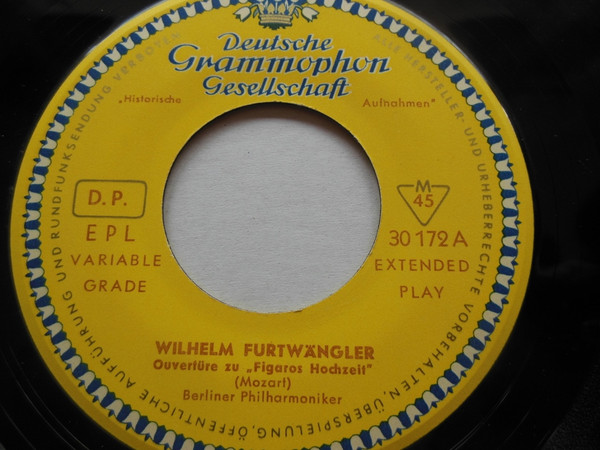 Deutsche
Grammophon
Gesellschaft
„Historische Aufnahmen"
D.P.
M
45
EPL
30 172 A
VARIABLE
GRADE
EXTENDED
PLAY
WILHELM FURTWÄNGLER
Ouvertüre zu „Figaros Hochzeit"
(Mozart)
Berliner Philharmoniker
ALLE HERSTELLER- UND URHEBERRECHTE VORBEHALTEN, ÜBERSPIELUNG, ÖFFENTLICHE AUFFÜHRUNG UND RUNDFUNKSENDUNG VERBOTEN